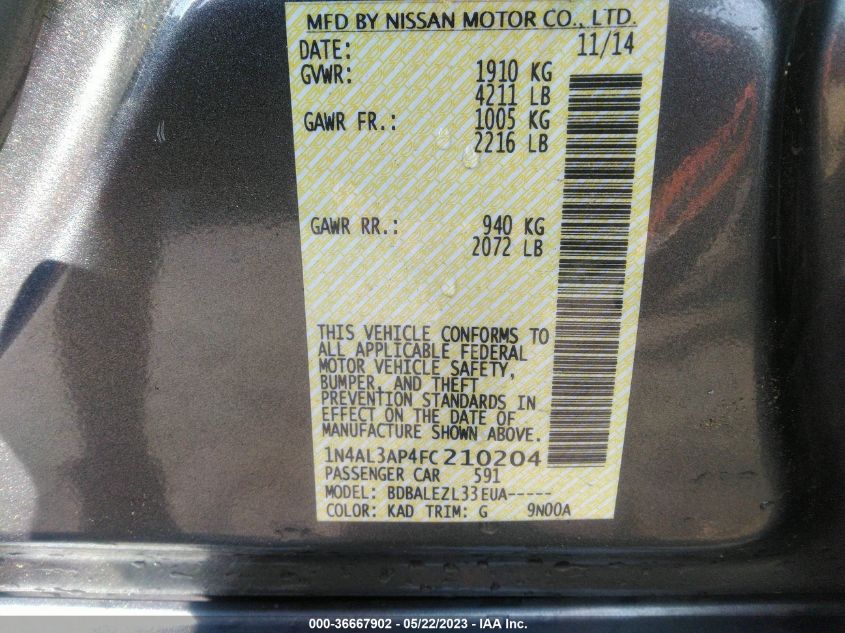 MFD BY NISSAN MOTOR CO., LTD.
DATE: 11/14
GVWR: 1910 KG
4211 LB
GAWR FR.: 1005 KG
2216 LB
GAWR RR.: 940 KG
2072 LB
THIS VEHICLE CONFORMS TO
ALL APPLICABLE FEDERAL
MOTOR VEHICLE SAFETY,
BUMPER, AND THEFT
PREVENTION STANDARDS IN
EFFECT ON THE DATE OF
MANUFACTURE SHOWN ABOVE.
1N4AL3AP4FC210204
PASSENGER CAR 591
MODEL: BDBALEZL33EUA-----
COLOR: KAD TRIM: G 9N00A
000-36667902 - 05/22/2023 - IAA Inc.